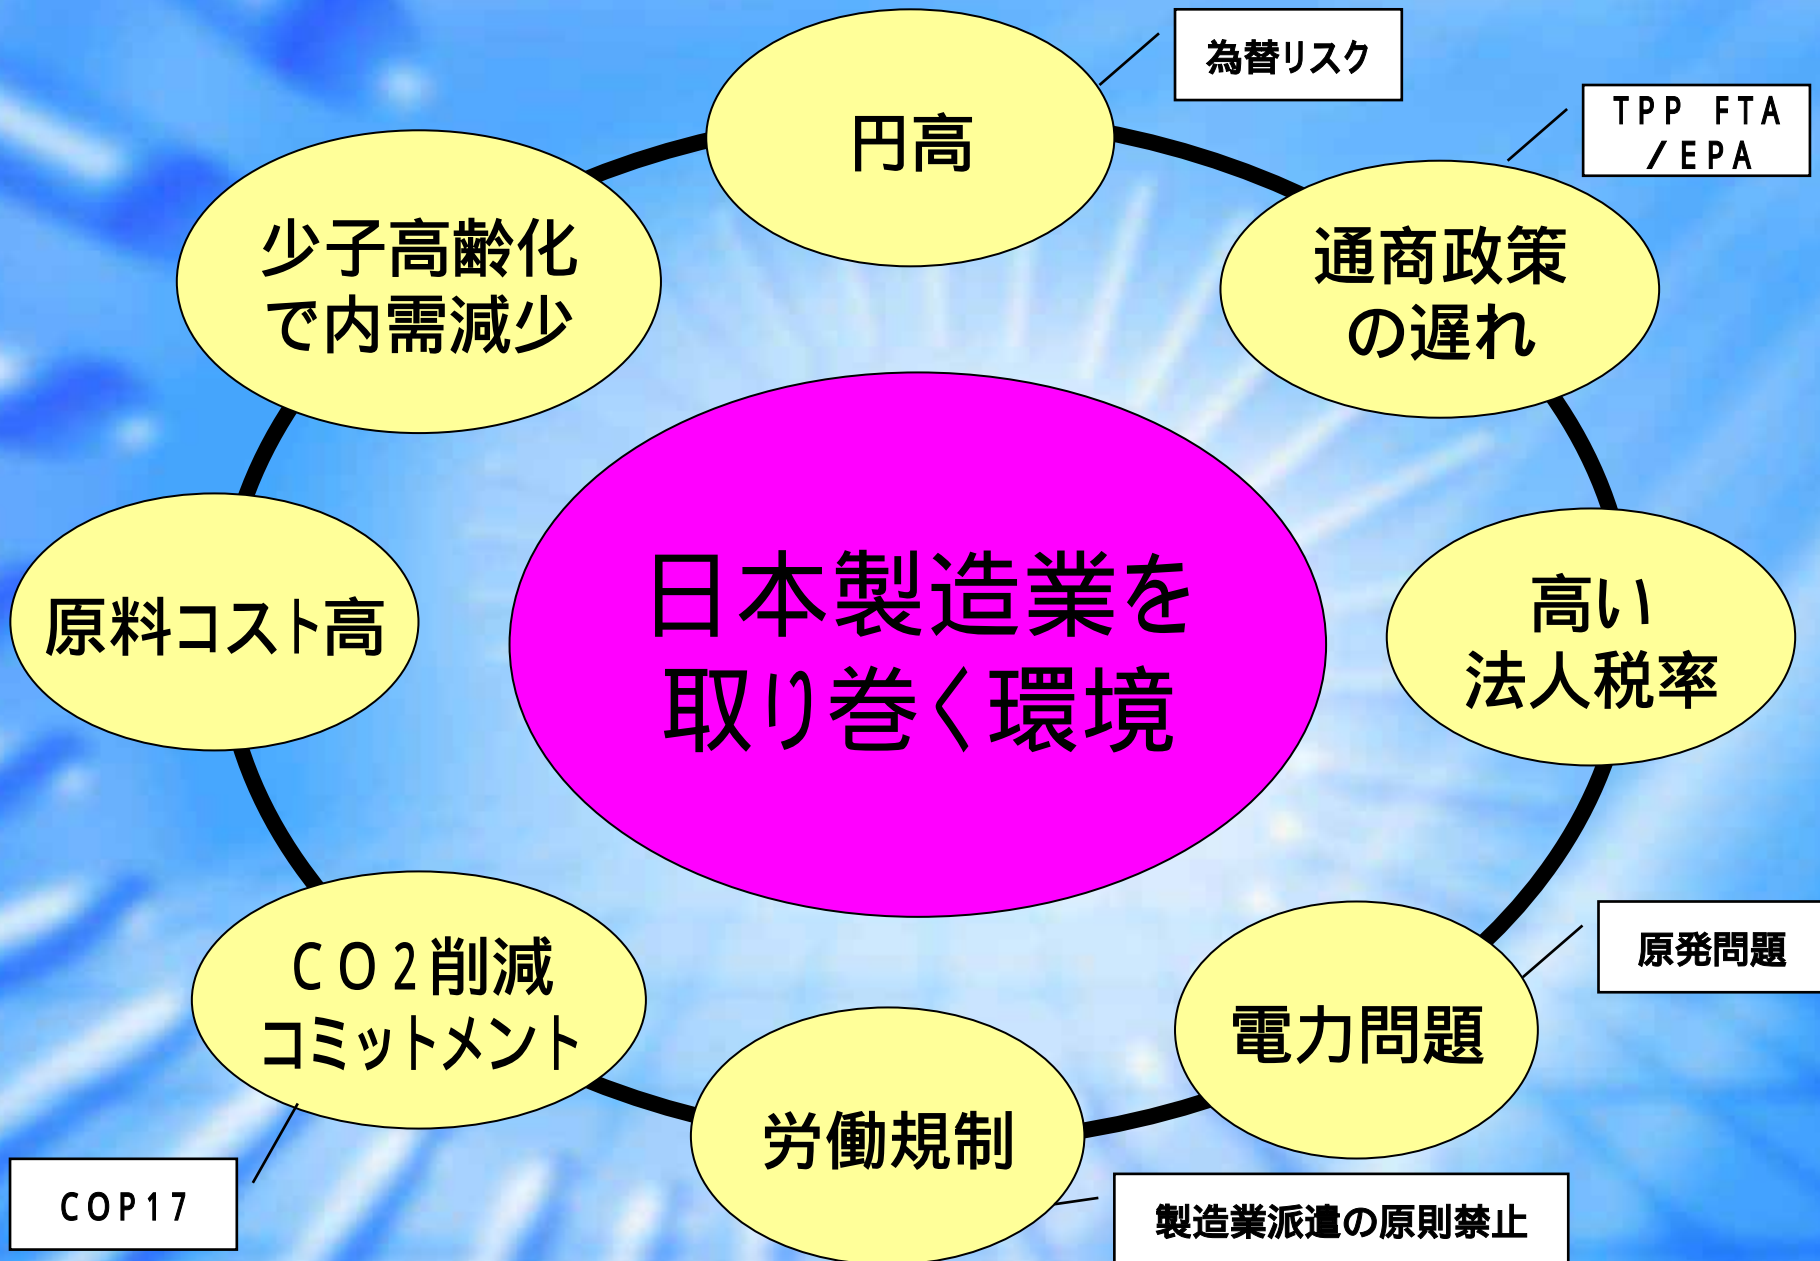 為替リスク
円高
TPP FTA
/EPA
通商政策
の遅れ
少子高齢化
で内需減少
日本製造業を
取り巻く環境
高い
法人税率
原料コスト高
原発問題
電力問題
CO2削減
コミットメント
労働規制
COP17
製造業派遣の原則禁止